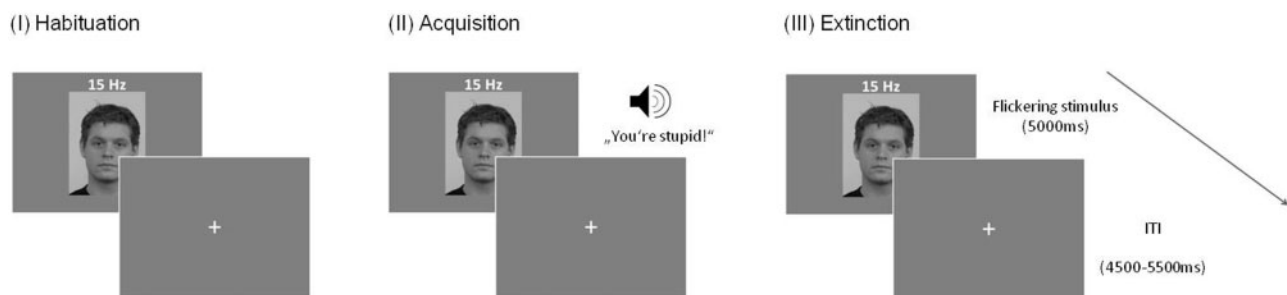 (I) Habituation
15 Hz
(II) Acquisition
15 Hz
„You're stupid!“
(III) Extinction
15 Hz
Flickering stimulus
(5000ms)
ITI
(4500-5500ms)